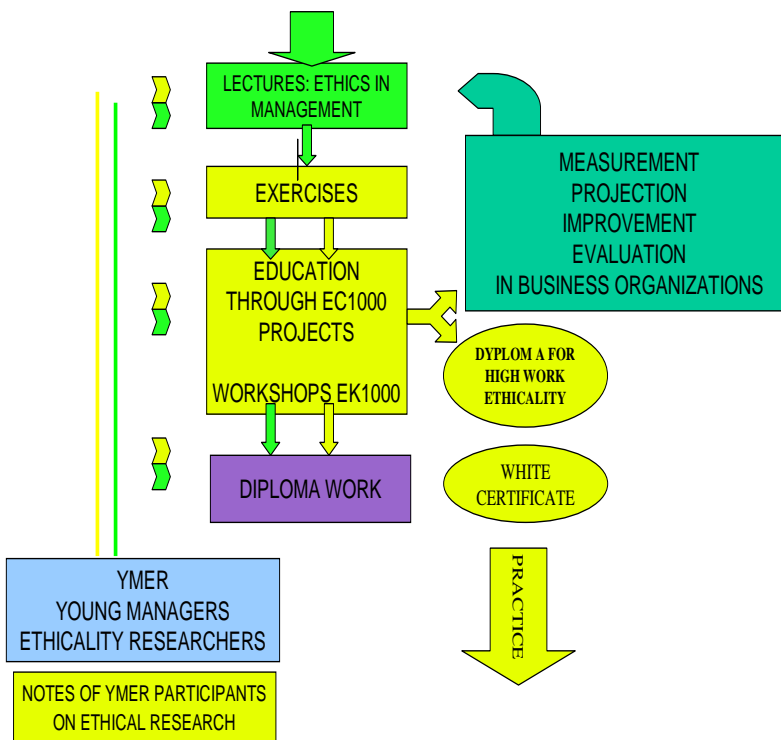 LECTURES: ETHICS IN
MANAGEMENT
EXERCISES
EDUCATION
THROUGH EC1000
PROJECTS
WORKSHOPS EK1000
DIPLOMA WORK
MEASUREMENT
PROJECTION
IMPROVEMENT
EVALUATION
IN BUSINESS ORGANIZATIONS
DYPLOM A FOR
HIGH WORK
ETHICALITY
WHITE
CERTIFICATE
PRACTICE
YMER
YOUNG MANAGERS
ETHICALITY RESEARCHERS
NOTES OF YMER PARTICIPANTS
ON ETHICAL RESEARCH